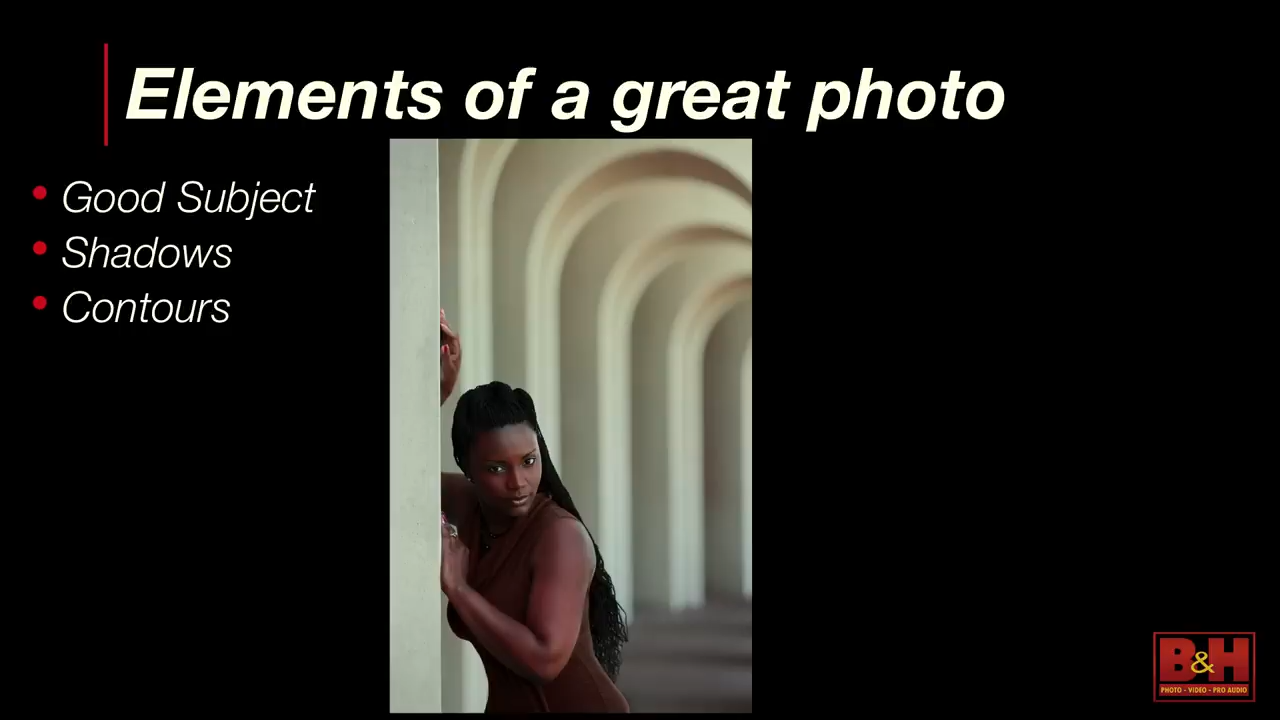 Elements of a great photo
Good Subject
Shadows
Contours
B&H
PHOTO - VIDEO - PRO AUDIO